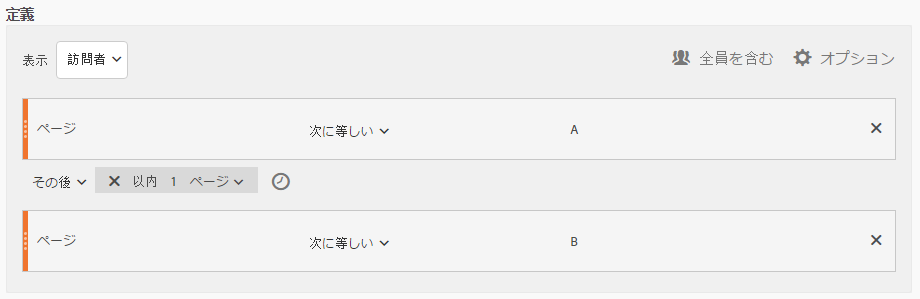 定義
表示 訪問者 全員を含む オプション
ページ 次に等しい A
その後 以内 1 ページ
ページ 次に等しい B